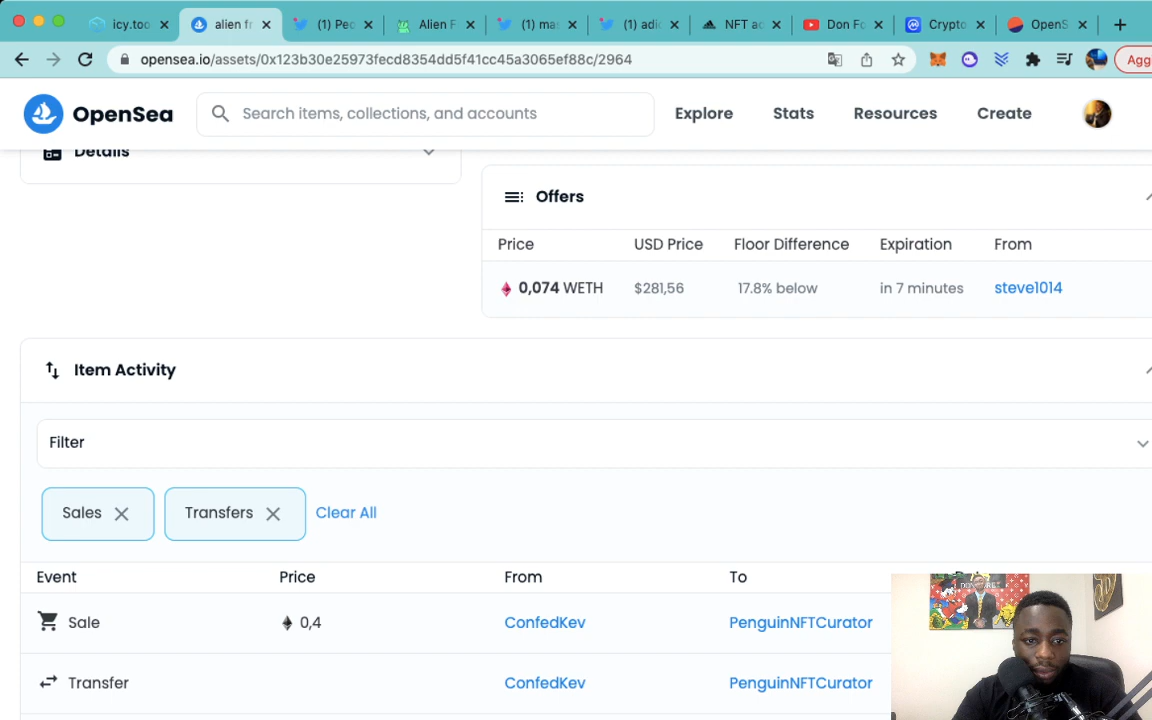 icy.too
alien fr
(1) Peo
Alien F
(1) mas
(1) adid
NFT ac
Don Fo
Crypto
OpenS
opensea.io/assets/0x123b30e25973fecd8354dd5f41cc45a3065ef88c/2964
Agg
OpenSea
Search items, collections, and accounts
Explore
Stats
Resources
Create
Details
Offers
Price USD Price Floor Difference Expiration From
0,074 WETH $281,56 17.8% below in 7 minutes steve1014
Item Activity
Filter
Sales Transfers Clear All
Event Price From To
Sale 0,4 ConfedKev PenguinNFTCurator
Transfer ConfedKev PenguinNFTCurator